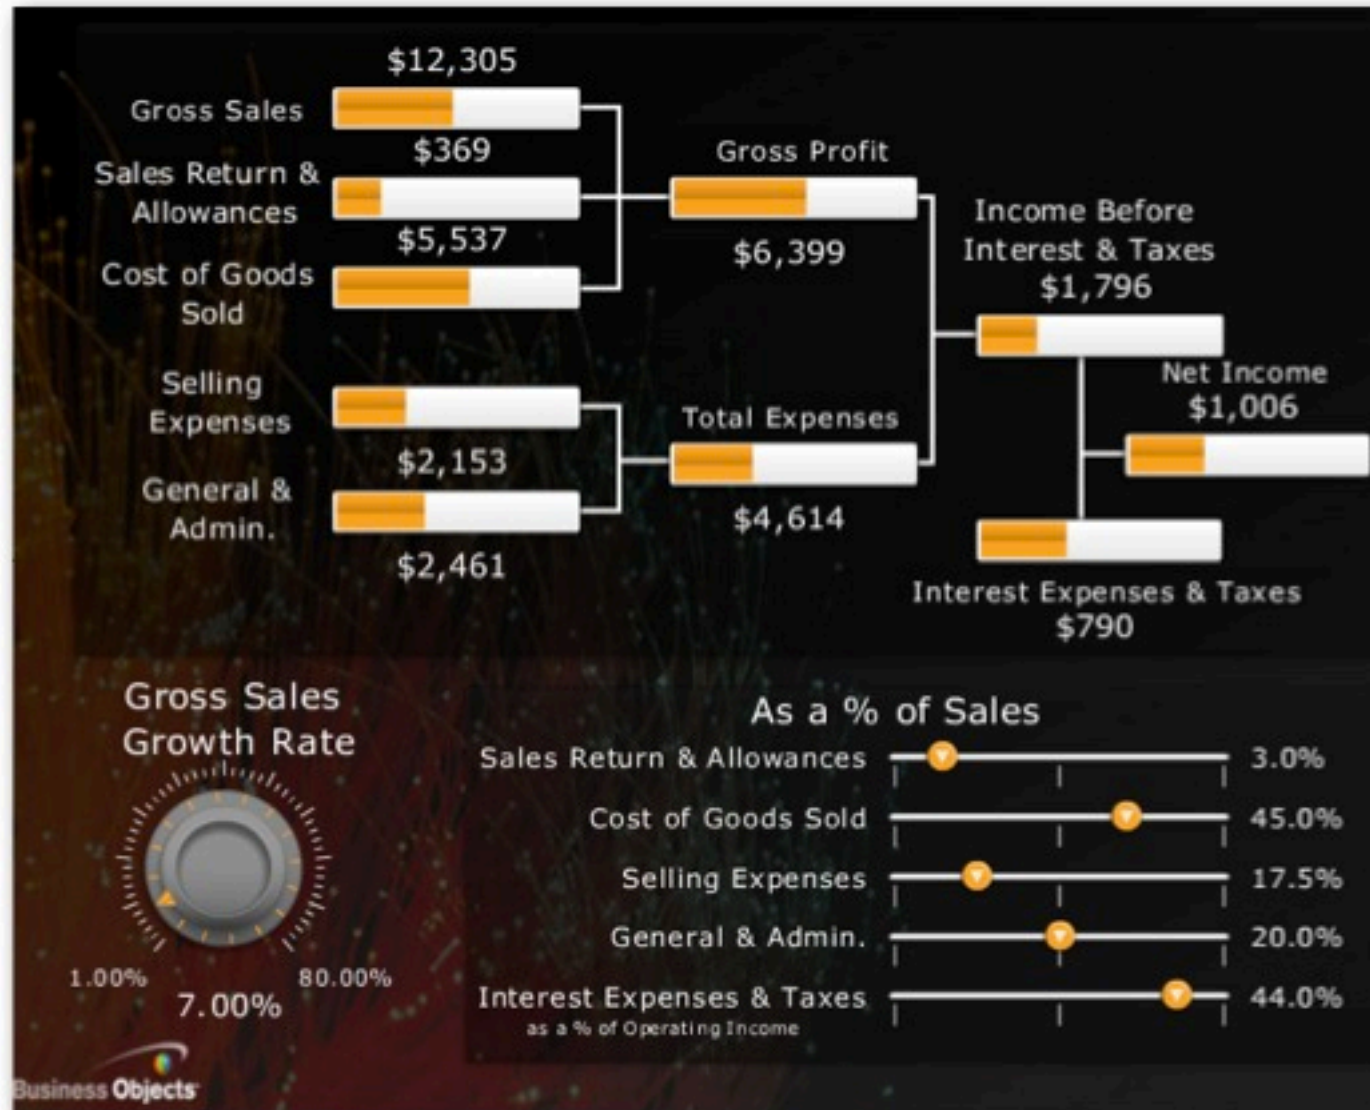 $12,305
Gross Sales
$369
Sales Return &
Allowances
$5,537
Cost of Goods
Sold
Gross Profit
$6,399
Selling
Expenses
$2,153
General &
Admin.
$2,461
Total Expenses
$4,614
Income Before
Interest & Taxes
$1,796
Net Income
$1,006
Interest Expenses & Taxes
$790
Gross Sales
Growth Rate
1.00%
80.00%
7.00%
As a % of Sales
Sales Return & Allowances 3.0%
Cost of Goods Sold 45.0%
Selling Expenses 17.5%
General & Admin. 20.0%
Interest Expenses & Taxes 44.0%
as a % of Operating Income
Business Objects